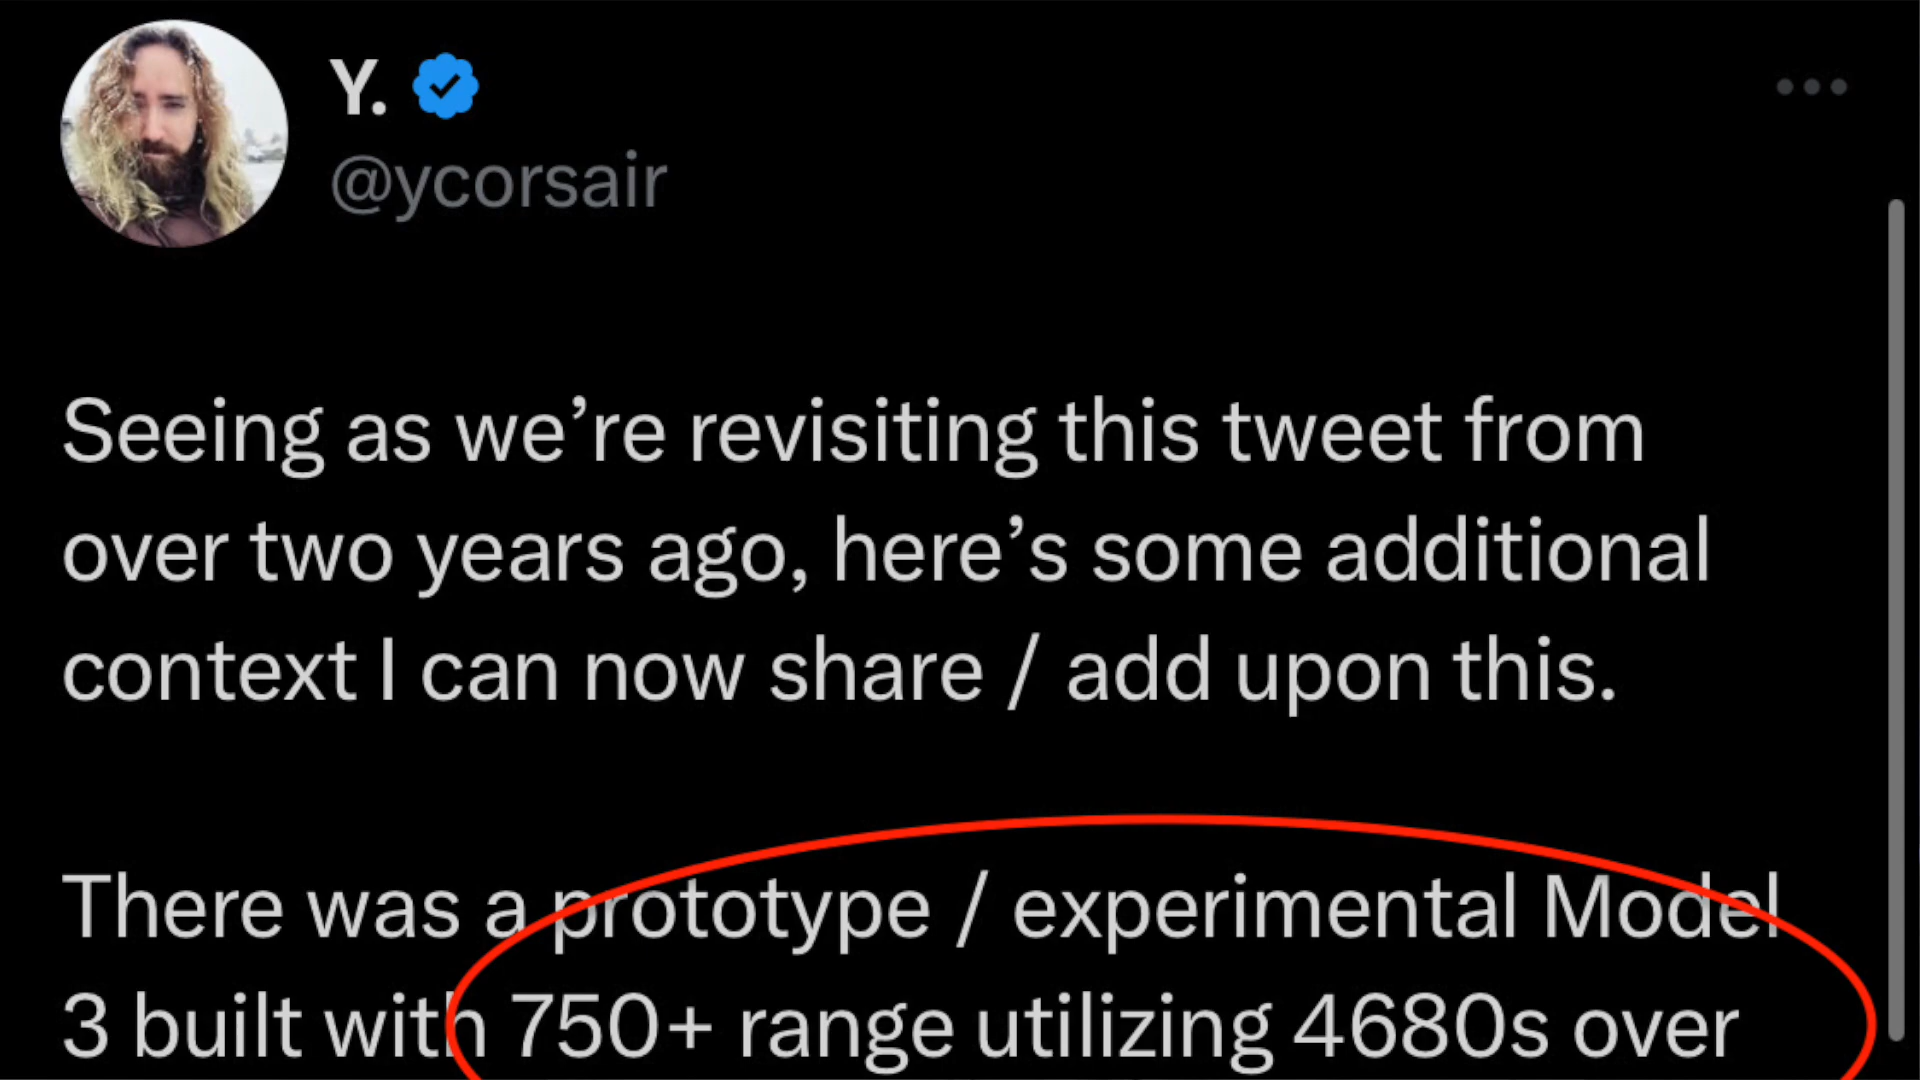 Y.
@ycorsair
Seeing as we’re revisiting this tweet from
over two years ago, here’s some additional
context I can now share / add upon this.
There was a prototype / experimental Model
3 built with 750+ range utilizing 4680s over